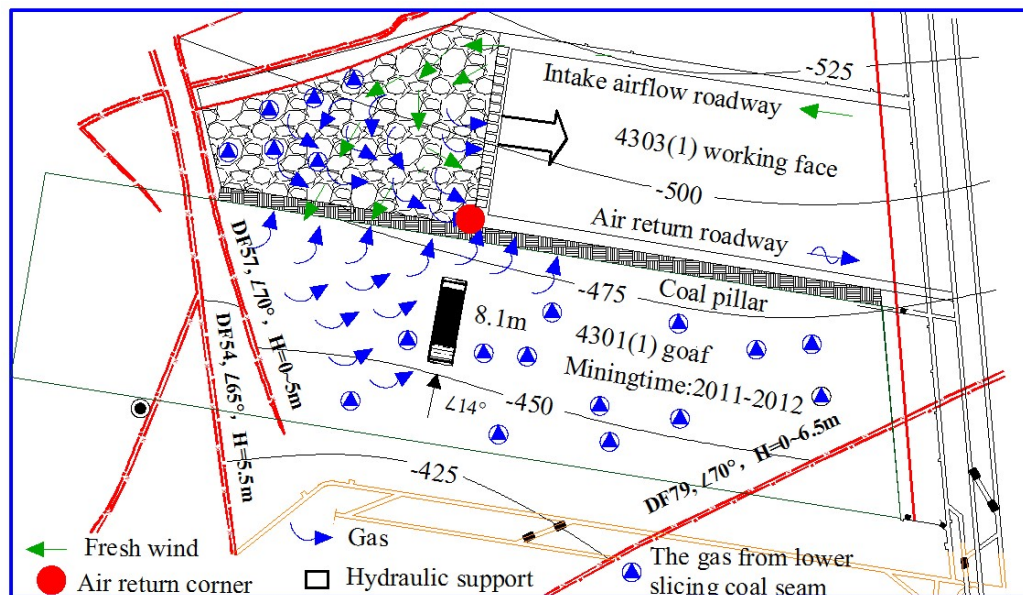 -525
Intake airflow roadway
4303(1) working face
-500
Air return roadway
DF57, ∠70°, H=0~5m
-475
Coal pillar
8.1m
4301(1) goaf
Miningtime:2011-2012
DF54, ∠65°, H=5.5m
∠14°
-450
DF79, ∠70°, H=0~6.5m
-425
Fresh wind
Gas
The gas from lower
slicing coal seam
Air return corner
Hydraulic support